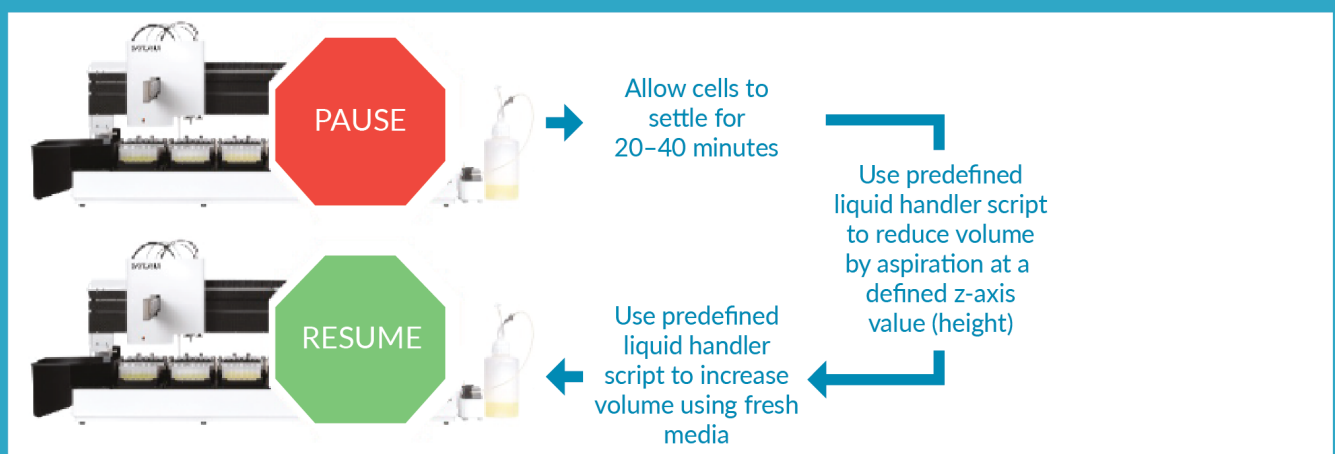 PAUSE
Allow cells to
settle for
20–40 minutes
Use predefined
liquid handler script
to reduce volume
by aspiration at a
defined z-axis
value (height)
Use predefined
liquid handler
script to increase
volume using fresh
media
RESUME